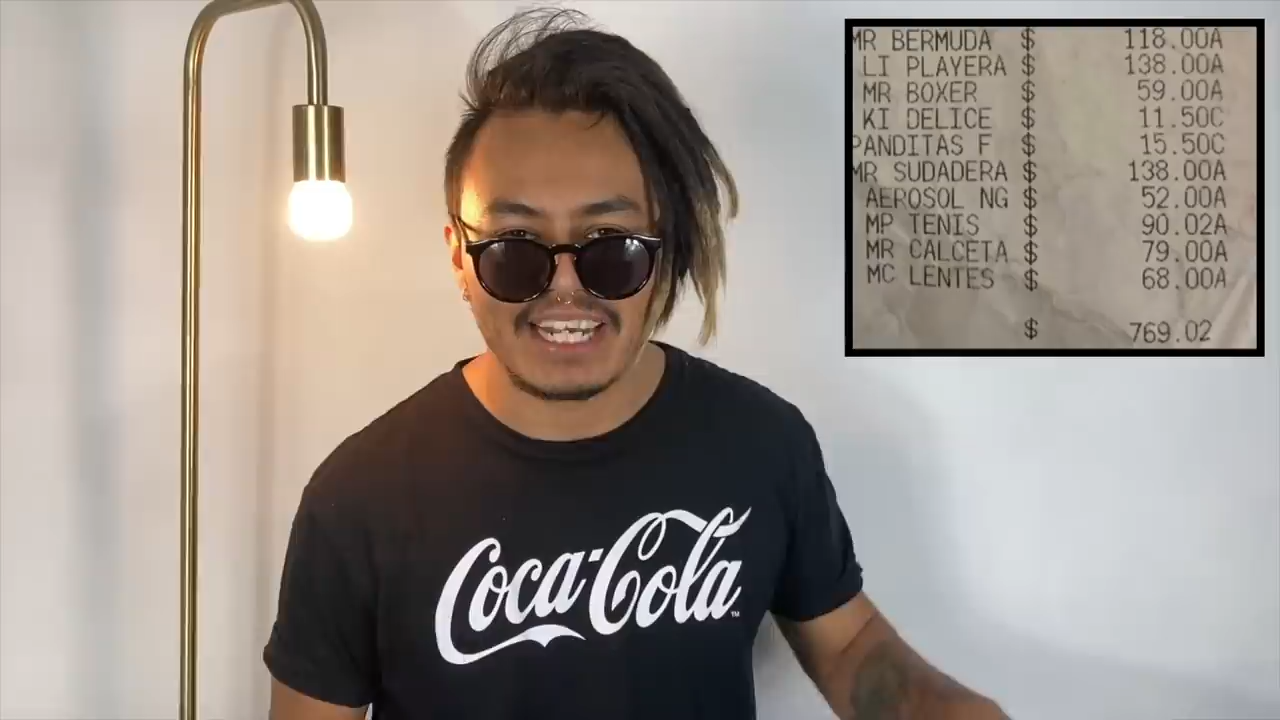 MR BERMUDA $ 118.00A
LI PLAYERA $ 138.00A
MR BOXER $ 59.00A
KI DELICE $ 11.50C
PANDITAS F $ 15.50C
MR SUDADERA $ 138.00A
AEROSOL NG $ 52.00A
MP TENIS $ 90.02A
MR CALCETA $ 79.00A
MC LENTES $ 68.00A
$ 769.02
Coca-Cola™